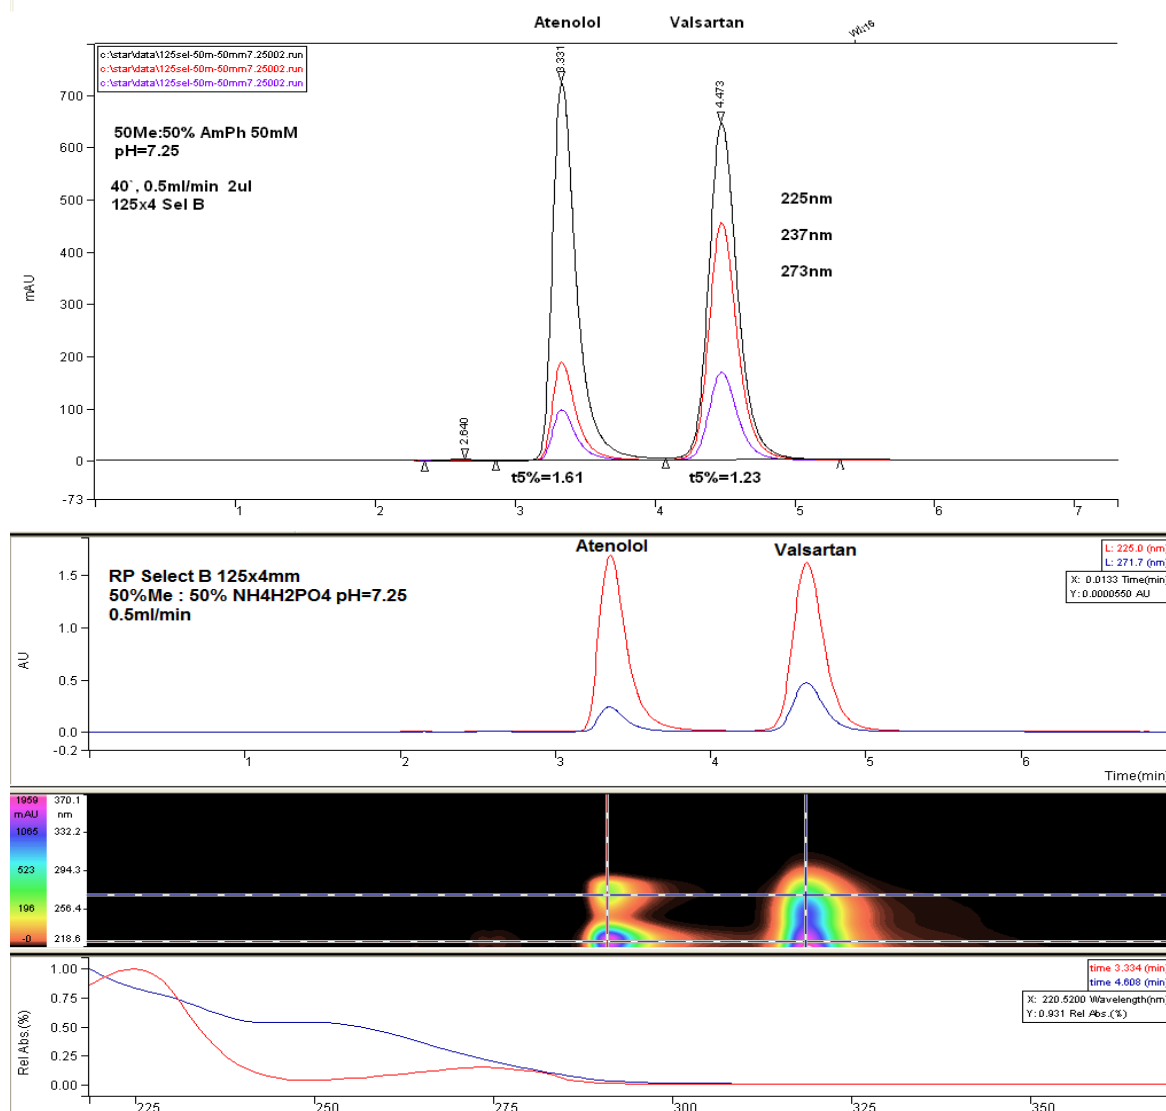 Atenolol Valsartan
WI:16
c:\star\data\125sel-50m-50mm7.25002.run
c:\star\data\125sel-50m-50mm7.25002.run
c:\star\data\125sel-50m-50mm7.25002.run
3.331
4.473
700
600
500
400
300
200
100
0
-73
mAU
50Me:50% AmPh 50mM
pH=7.25
40`, 0.5ml/min 2ul
125x4 Sel B
225nm
237nm
273nm
2.640
t5%=1.61 t5%=1.23
1 2 3 4 5 6 7
Atenolol Valsartan
L: 225.0 (nm)
L: 271.7 (nm)
X: 0.0133 Time(min)
Y: 0.0000550 AU
RP Select B 125x4mm
50%Me : 50% NH4H2PO4 pH=7.25
0.5ml/min
1.5
1.0
0.5
0.0
-0.2
AU
1 2 3 4 5 6
Time(min)
1959 370.1
mAU nm
1065 332.2
523 294.3
196 256.4
-0 218.6
time 3.334 (min)
time 4.608 (min)
X: 220.5200 Wavelength(nm)
Y: 0.931 Rel Abs.(%)
1.00
0.75
0.50
0.25
0.00
Rel Abs.(%)
225 250 275 300 325 350